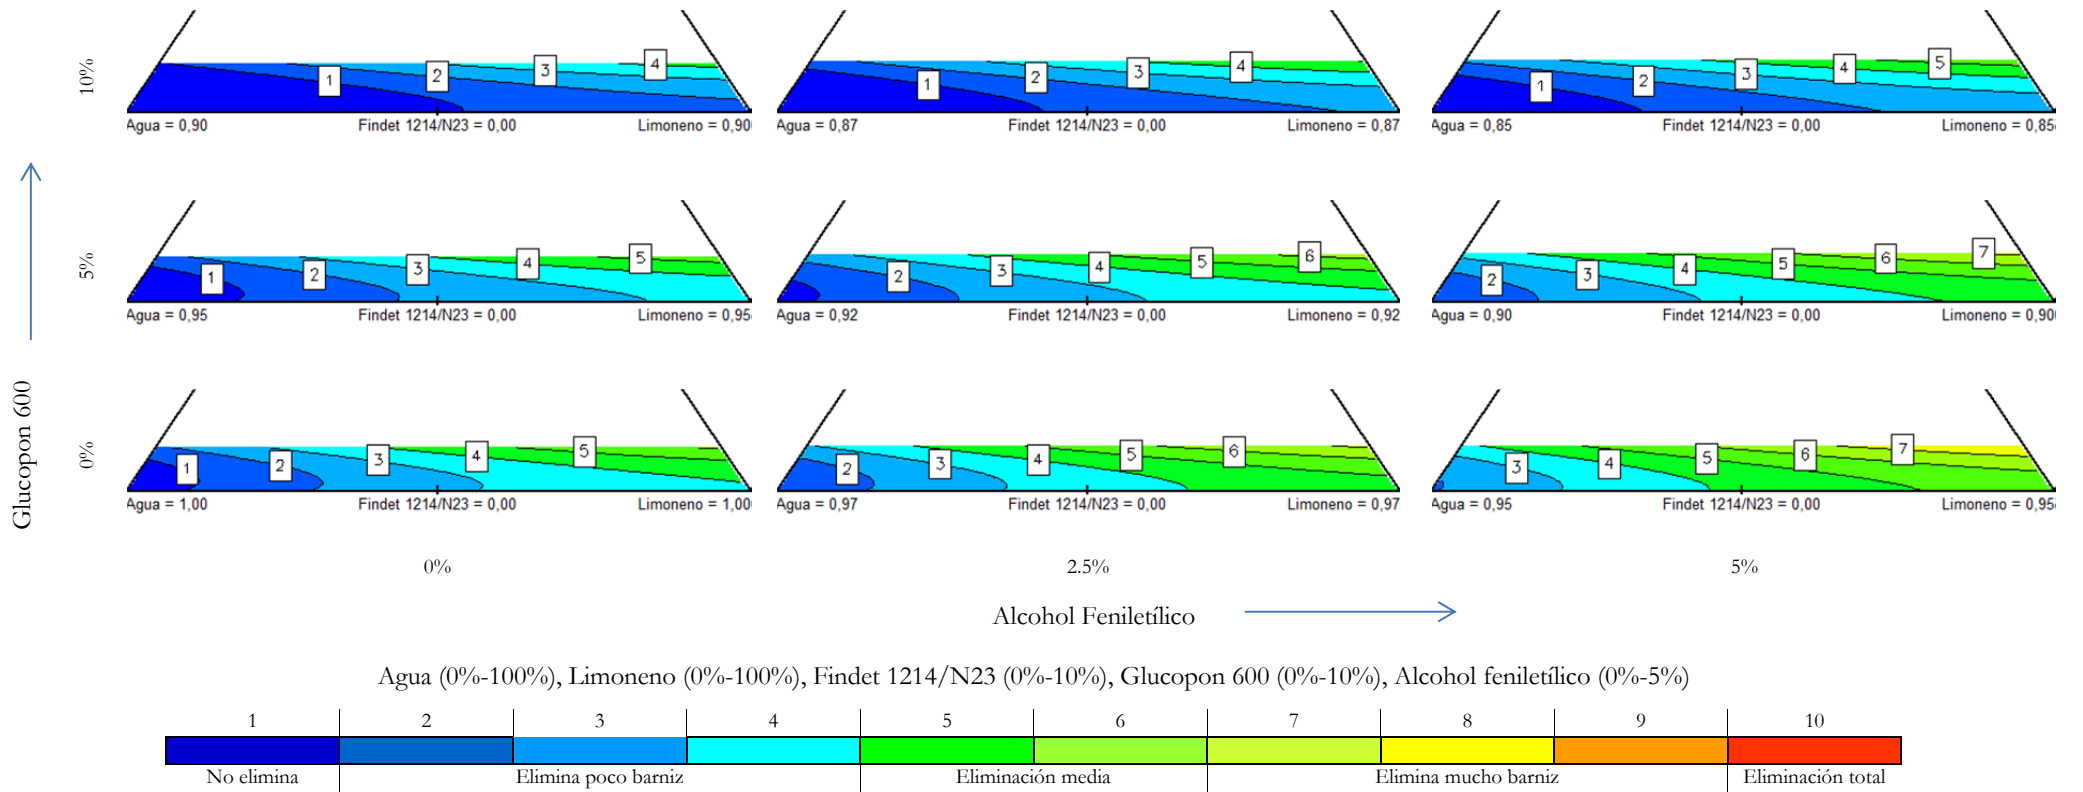 10%
1 2 3 4
1 2 3 4
1 2 3 4 5
Agua = 0,90 Findet 1214/N23 = 0,00 Limoneno = 0,90
Agua = 0,87 Findet 1214/N23 = 0,00 Limoneno = 0,87
Agua = 0,85 Findet 1214/N23 = 0,00 Limoneno = 0,85
5%
1 2 3 4 5
2 3 4 5 6
2 3 4 5 6 7
Agua = 0,95 Findet 1214/N23 = 0,00 Limoneno = 0,95
Agua = 0,92 Findet 1214/N23 = 0,00 Limoneno = 0,92
Agua = 0,90 Findet 1214/N23 = 0,00 Limoneno = 0,90
Glucopon 600
0%
1 2 3 4 5
2 3 4 5 6
3 4 5 6 7
Agua = 1,00 Findet 1214/N23 = 0,00 Limoneno = 1,00
Agua = 0,97 Findet 1214/N23 = 0,00 Limoneno = 0,97
Agua = 0,95 Findet 1214/N23 = 0,00 Limoneno = 0,95
0% 2.5% 5%
Alcohol Feniletílico
Agua (0%-100%), Limoneno (0%-100%), Findet 1214/N23 (0%-10%), Glucopon 600 (0%-10%), Alcohol feniletílico (0%-5%)
1 2 3 4 5 6 7 8 9 10
No elimina Elimina poco barniz Eliminación media Elimina mucho barniz Eliminación total